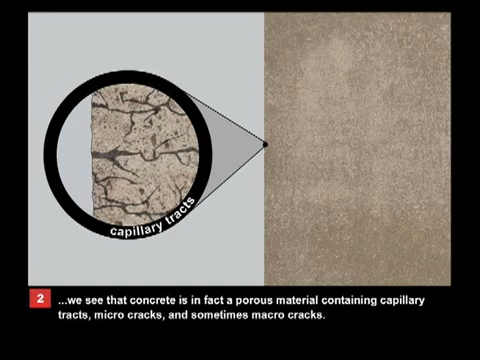 capillary tracts
2
...we see that concrete is in fact a porous material containing capillary
tracts, micro cracks, and sometimes macro cracks.